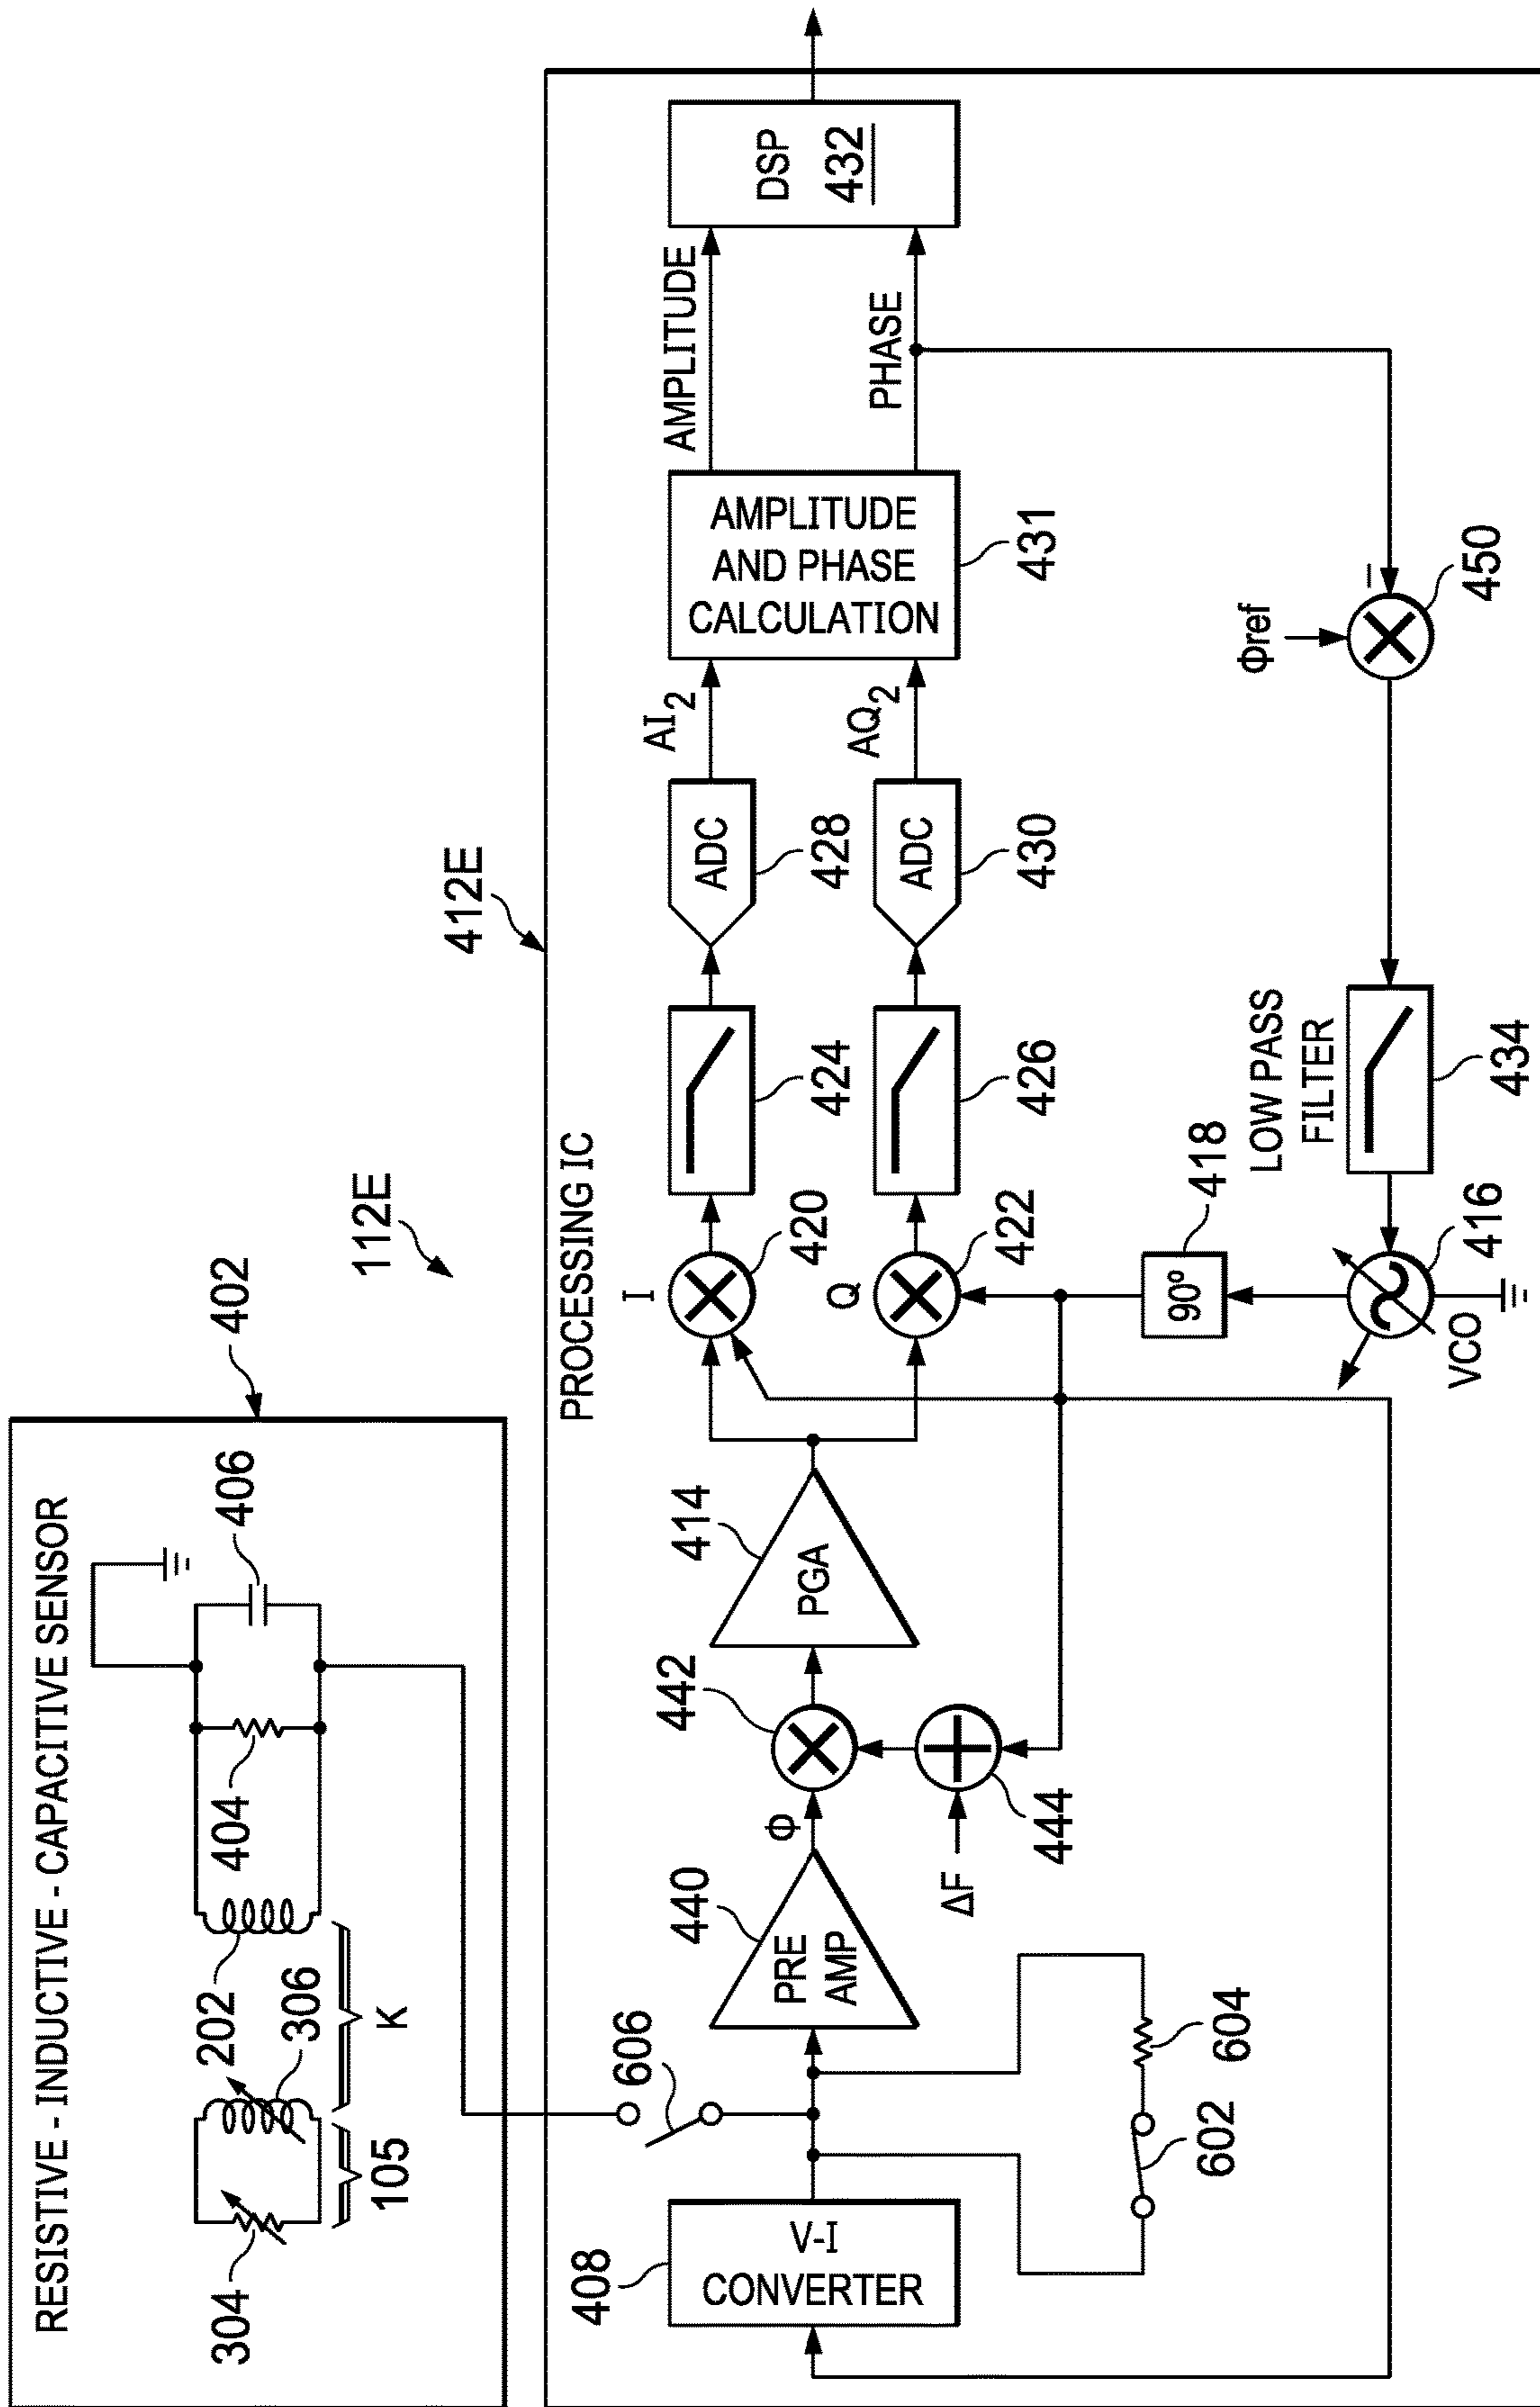 RESISTIVE - INDUCTIVE - CAPACITIVE SENSOR
402
304
105
306
202
K
404
406
112E
412E
PROCESSING IC
408
V-I
CONVERTER
606
602
604
440
PRE
AMP
Φ
442
ΔF
444
414
PGA
I
420
Q
422
424
426
ADC
428
ADC
430
AI2
AQ2
AMPLITUDE
AND PHASE
CALCULATION
431
AMPLITUDE
PHASE
DSP
432
90º
418
VCO
416
LOW PASS
FILTER
434
Φref
–
450